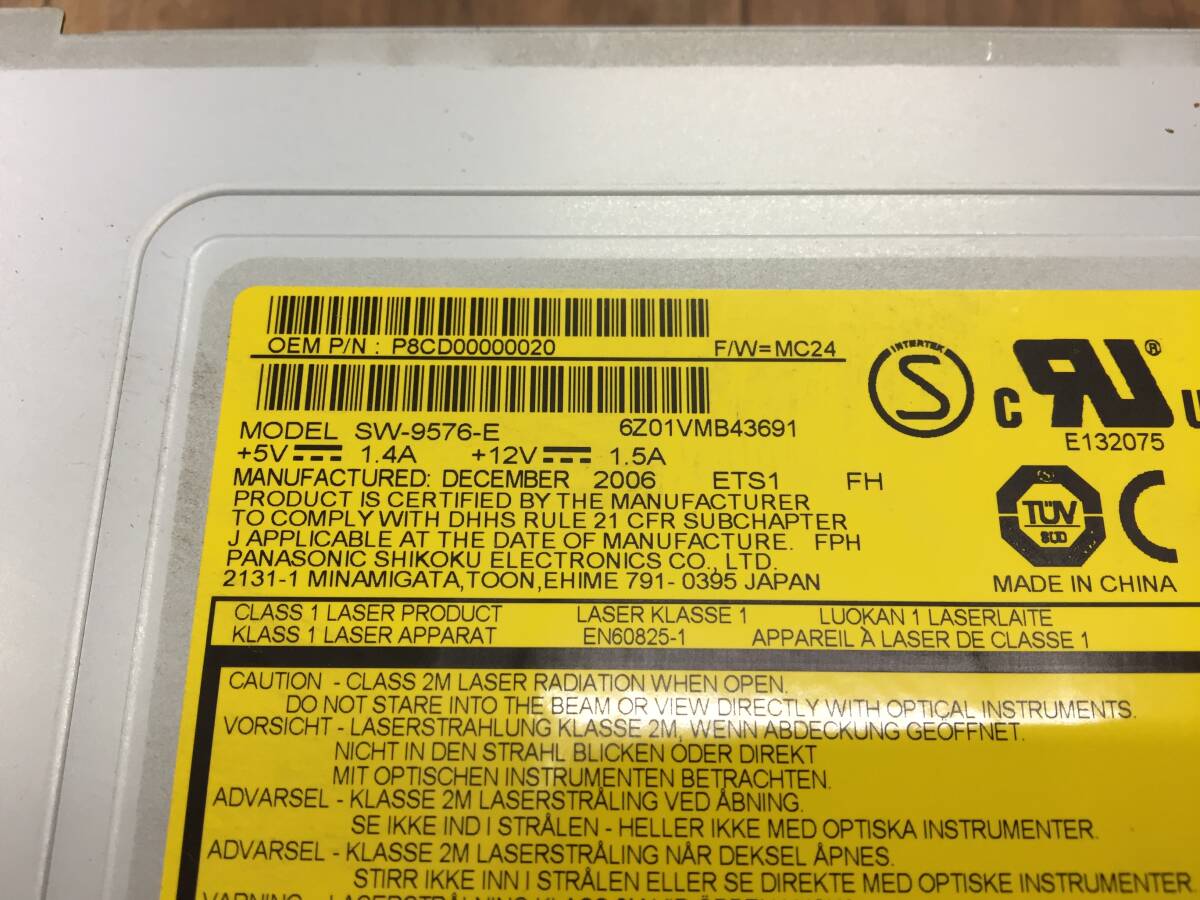 OEM P/N : P8CD00000020 F/W=MC24
MODEL SW-9576-E 6Z01VMB43691
+5V 1.4A +12V 1.5A
MANUFACTURED: DECEMBER 2006 ETS1 FH
PRODUCT IS CERTIFIED BY THE MANUFACTURER
TO COMPLY WITH DHHS RULE 21 CFR SUBCHAPTER
J APPLICABLE AT THE DATE OF MANUFACTURE. FPH
PANASONIC SHIKOKU ELECTRONICS CO., LTD.
2131-1 MINAMIGATA,TOON,EHIME 791- 0395 JAPAN
INTERTEK
S
C RU ® U
E132075
TÜV
SÜD
CE
MADE IN CHINA
CLASS 1 LASER PRODUCT LASER KLASSE 1 LUOKAN 1 LASERLAITE
KLASS 1 LASER APPARAT EN60825-1 APPAREIL À LASER DE CLASSE 1
CAUTION - CLASS 2M LASER RADIATION WHEN OPEN.
DO NOT STARE INTO THE BEAM OR VIEW DIRECTLY WITH OPTICAL INSTRUMENTS.
VORSICHT - LASERSTRAHLUNG KLASSE 2M, WENN ABDECKUNG GEÖFFNET.
NICHT IN DEN STRAHL BLICKEN ODER DIREKT
MIT OPTISCHEN INSTRUMENTEN BETRACHTEN.
ADVARSEL - KLASSE 2M LASERSTRÅLING VED ÅBNING.
SE IKKE IND I STRÅLEN - HELLER IKKE MED OPTISKA INSTRUMENTER.
ADVARSEL - KLASSE 2M LASERSTRÅLING NÅR DEKSEL ÅPNES.
STIRR IKKE INN I STRÅLEN ELLER SE DIREKTE MED OPTISKE INSTRUMENTER
VARNING - LASERSTRÅLNING KLASS 2M